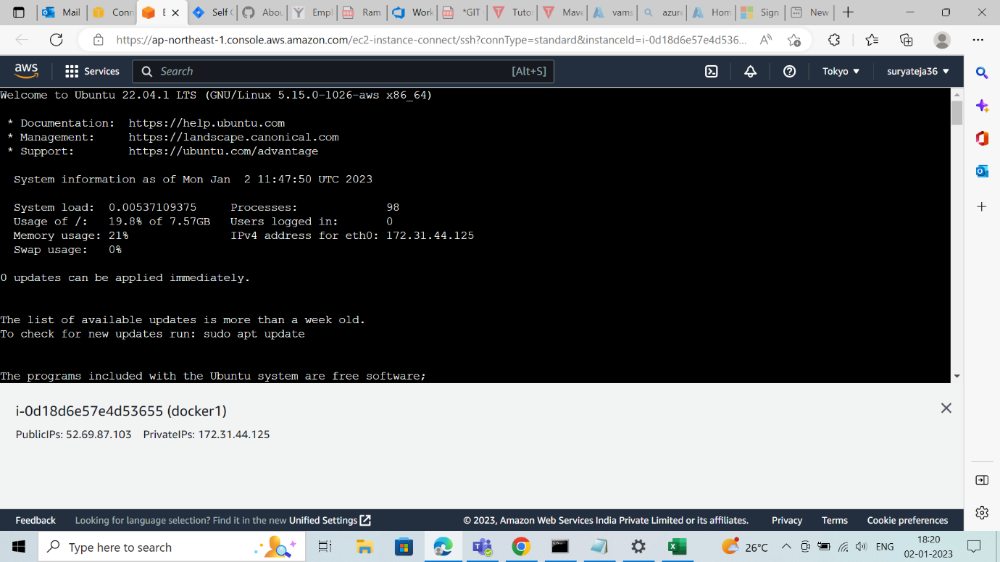 Mail
Conn
E
Self
Abou
Empl
Ram
Work
*GIT
Tuto
Mave
vams
azure
Hom
Sign
New
https://ap-northeast-1.console.aws.amazon.com/ec2-instance-connect/ssh?connType=standard&instanceId=i-0d18d6e57e4d536...
aws
Services
Search
[Alt+S]
Tokyo
suryateja36
Welcome to Ubuntu 22.04.1 LTS (GNU/Linux 5.15.0-1026-aws x86_64)
* Documentation: https://help.ubuntu.com
* Management: https://landscape.canonical.com
* Support: https://ubuntu.com/advantage
System information as of Mon Jan 2 11:47:50 UTC 2023
System load: 0.00537109375 Processes: 98
Usage of /: 19.8% of 7.57GB Users logged in: 0
Memory usage: 21% IPv4 address for eth0: 172.31.44.125
Swap usage: 0%
0 updates can be applied immediately.
The list of available updates is more than a week old.
To check for new updates run: sudo apt update
The programs included with the Ubuntu system are free software;
i-0d18d6e57e4d53655 (docker1)
PublicIPs: 52.69.87.103 PrivateIPs: 172.31.44.125
Feedback Looking for language selection? Find it in the new Unified Settings
© 2023, Amazon Web Services India Private Limited or its affiliates. Privacy Terms Cookie preferences
Type here to search
26°C
ENG
18:20
02-01-2023